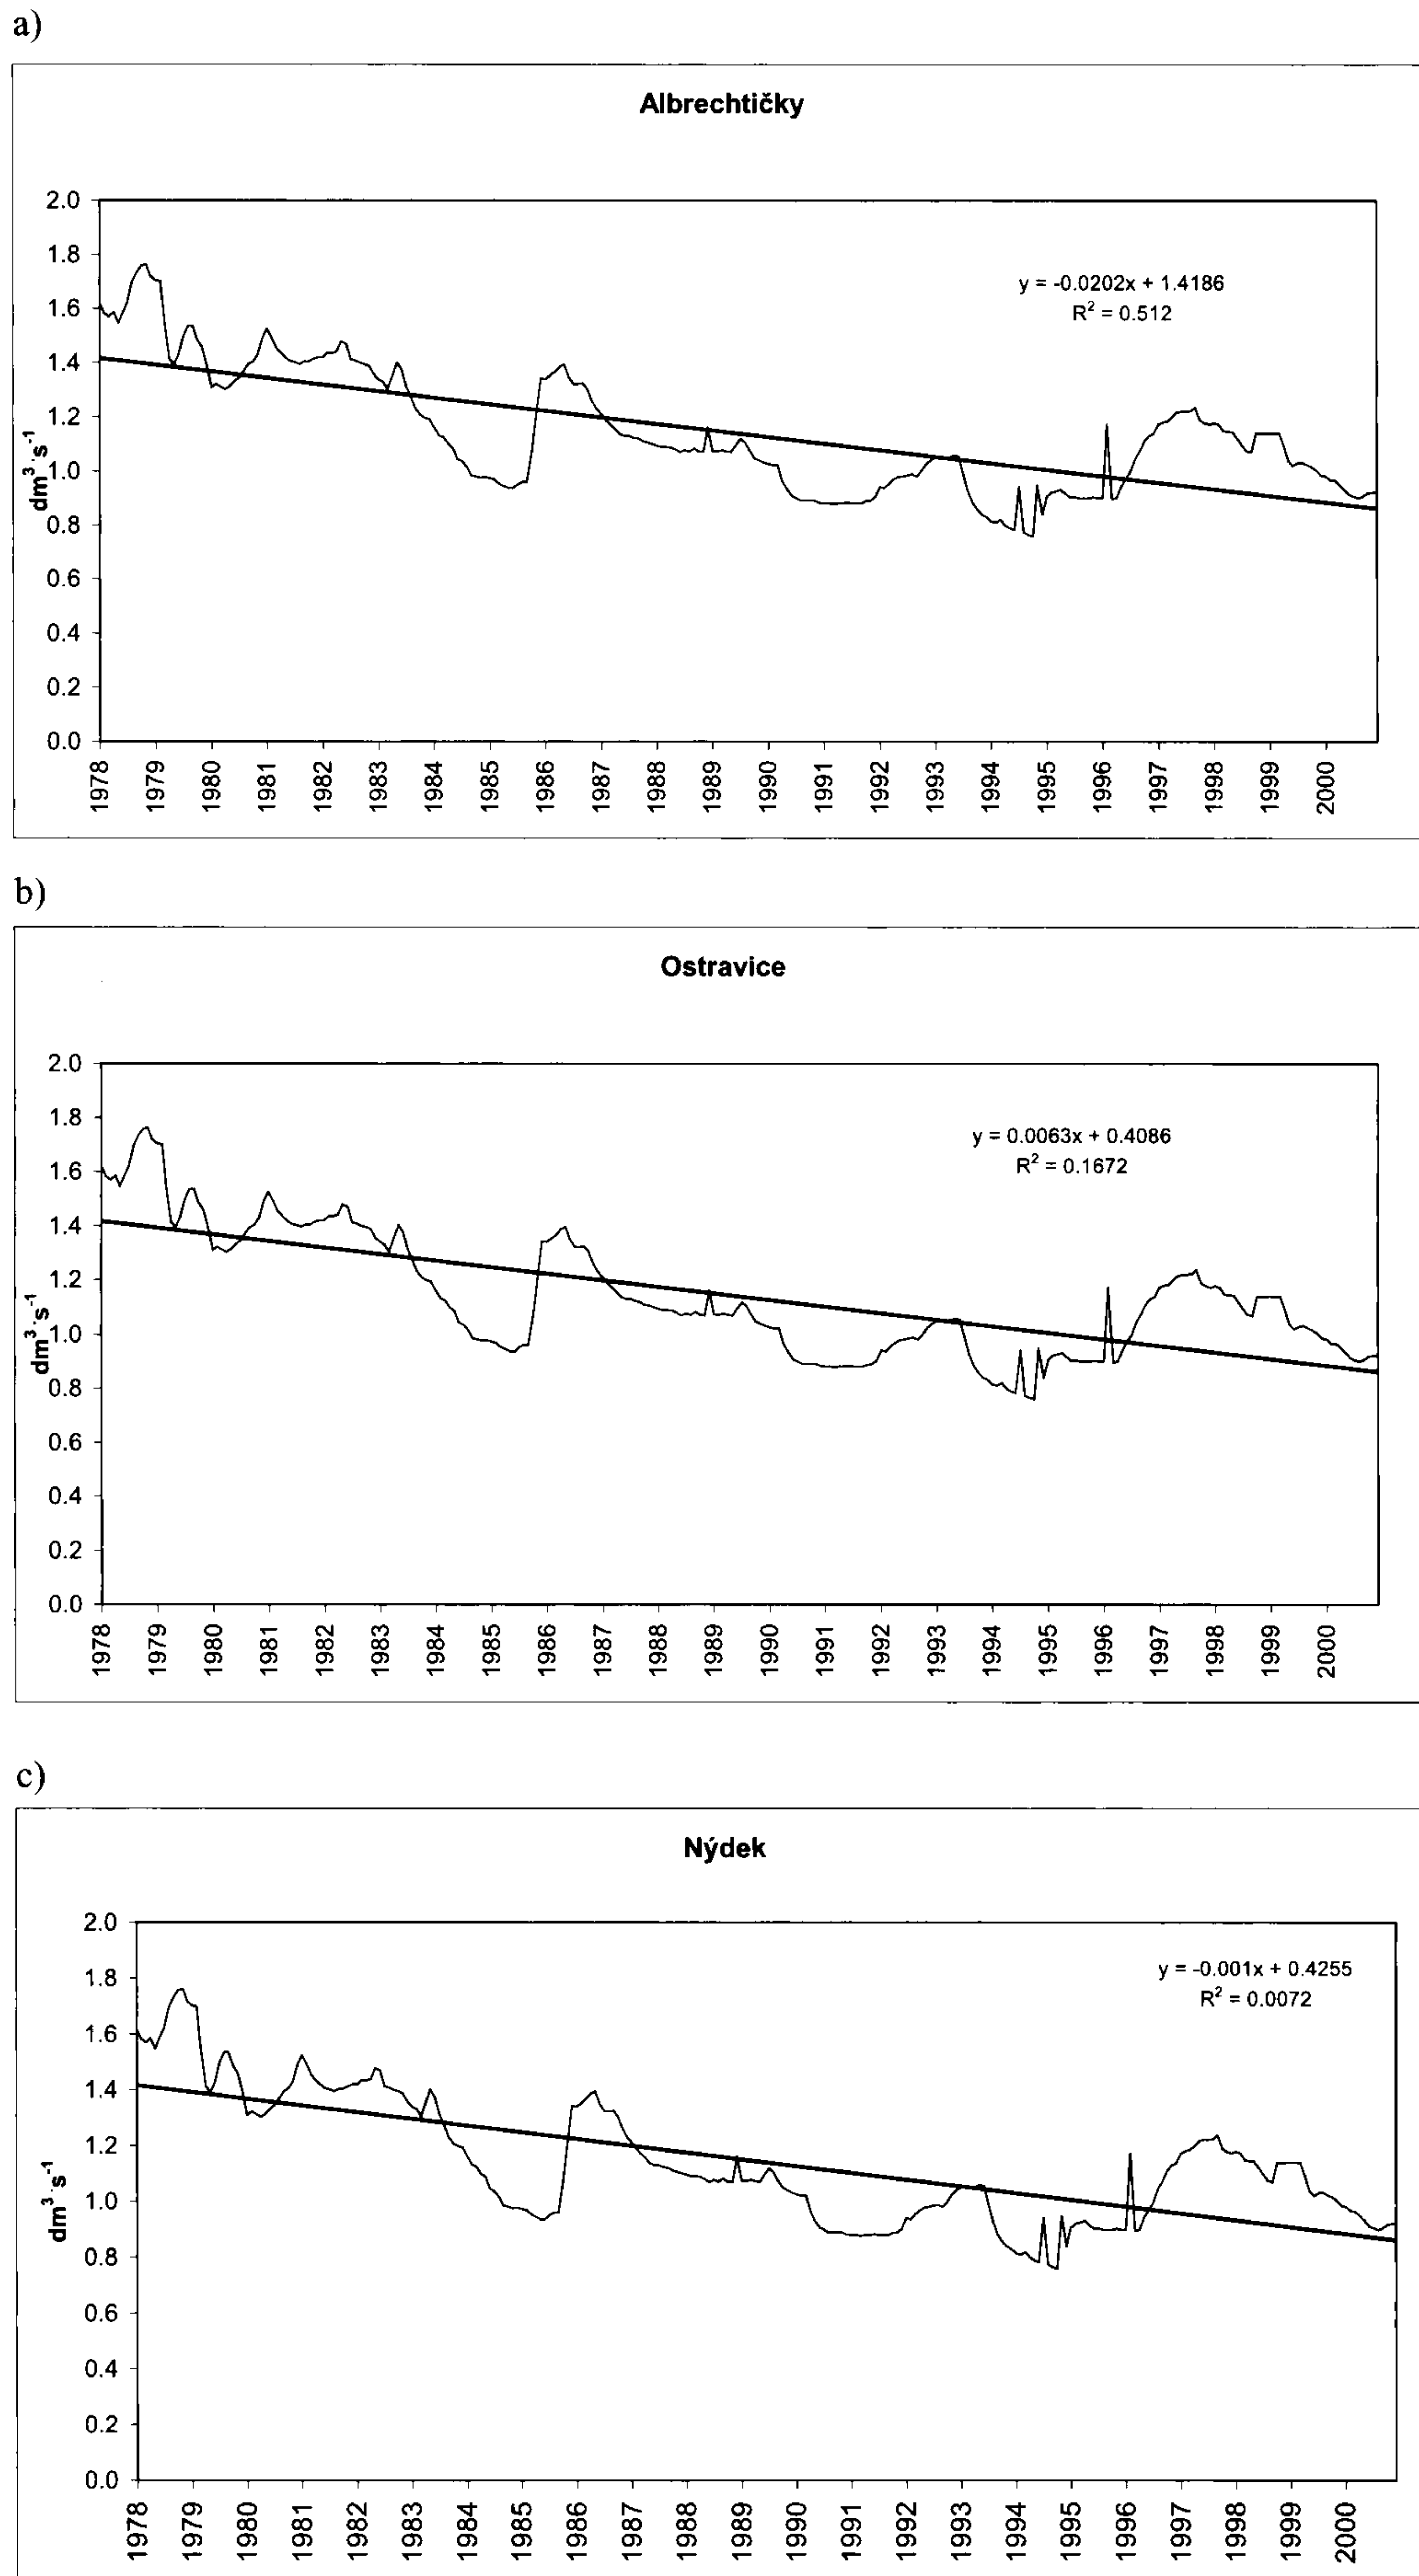 a)
Albrechtičky
2.0
1.8
1.6
1.4
1.2
1.0
0.8
0.6
0.4
0.2
0.0
dm³·s⁻¹
y = -0.0202x + 1.4186
R² = 0.512
1978 1979 1980 1981 1982 1983 1984 1985 1986 1987 1988 1989 1990 1991 1992 1993 1994 1995 1996 1997 1998 1999 2000
b)
Ostravice
2.0
1.8
1.6
1.4
1.2
1.0
0.8
0.6
0.4
0.2
0.0
dm³·s⁻¹
y = 0.0063x + 0.4086
R² = 0.1672
1978 1979 1980 1981 1982 1983 1984 1985 1986 1987 1988 1989 1990 1991 1992 1993 1994 1995 1996 1997 1998 1999 2000
c)
Nýdek
2.0
1.8
1.6
1.4
1.2
1.0
0.8
0.6
0.4
0.2
0.0
dm³·s⁻¹
y = -0.001x + 0.4255
R² = 0.0072
1978 1979 1980 1981 1982 1983 1984 1985 1986 1987 1988 1989 1990 1991 1992 1993 1994 1995 1996 1997 1998 1999 2000